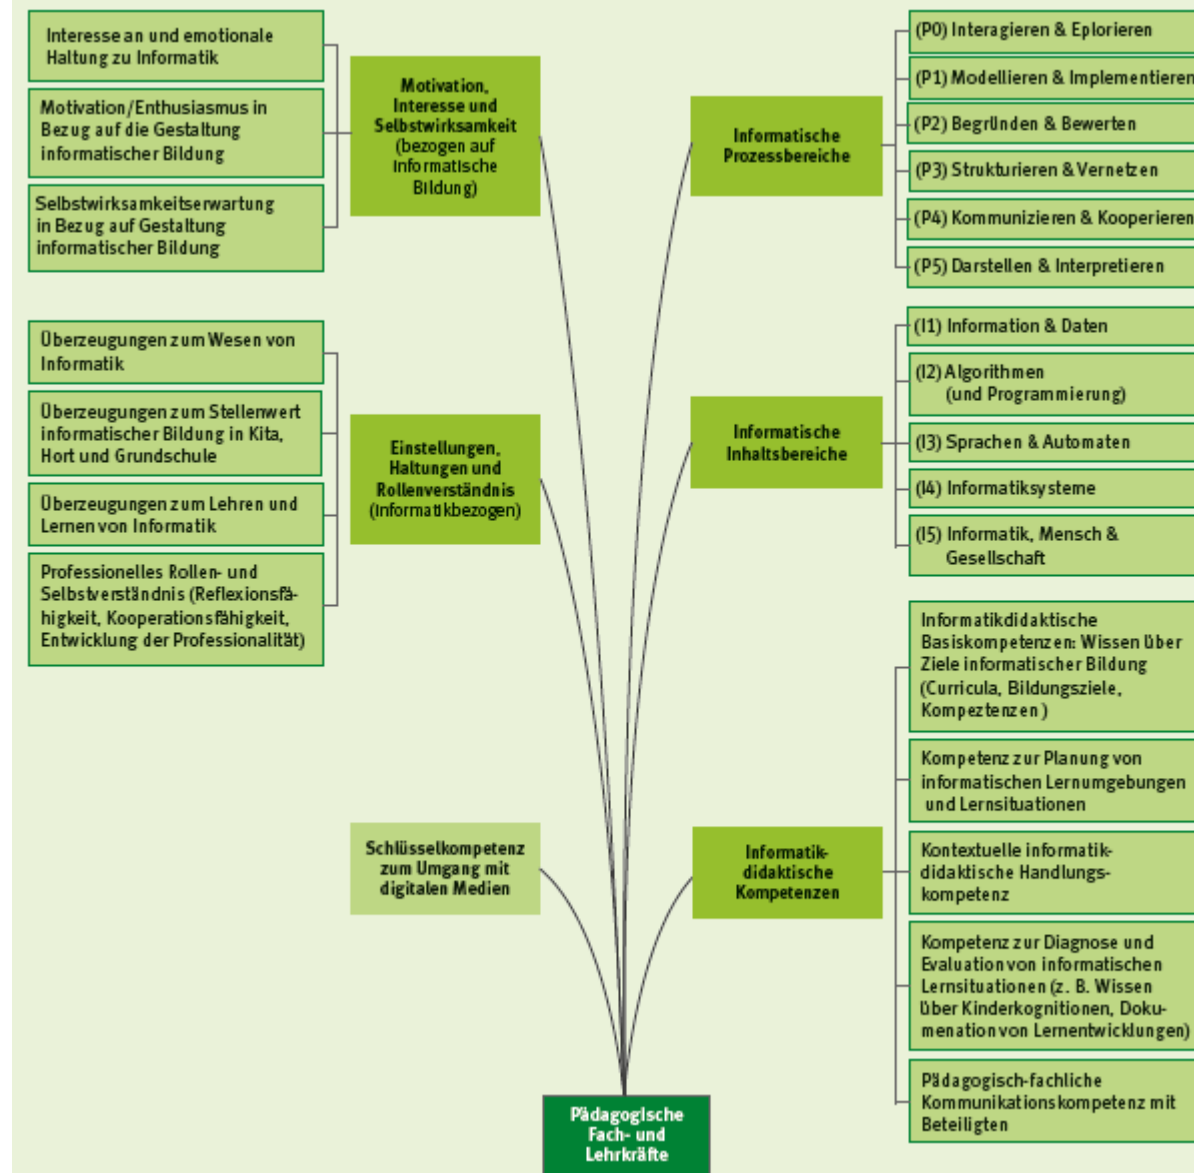 Interesse an und emotionale
Haltung zu Informatik
Motivation/Enthusiasmus in
Bezug auf die Gestaltung
informatischer Bildung
Selbstwirksamkeitserwartung
in Bezug auf Gestaltung
informatischer Bildung
Motivation,
Interesse und
Selbstwirksamkeit
(bezogen auf
informatische
Bildung)
Überzeugungen zum Wesen von
Informatik
Überzeugungen zum Stellenwert
informatischer Bildung in Kita,
Hort und Grundschule
Überzeugungen zum Lehren und
Lernen von Informatik
Professionelles Rollen- und
Selbstverständnis (Reflexionsfä-
higkeit, Kooperationsfähigkeit,
Entwicklung der Professionalität)
Einstellungen,
Haltungen und
Rollenverständnis
(informatikbezogen)
Schlüsselkompetenz
zum Umgang mit
digitalen Medien
Informatische
Prozessbereiche
(P0) Interagieren & Eplorieren
(P1) Modellieren & Implementieren
(P2) Begründen & Bewerten
(P3) Strukturieren & Vernetzen
(P4) Kommunizieren & Kooperieren
(P5) Darstellen & Interpretieren
Informatische
Inhaltsbereiche
(I1) Information & Daten
(I2) Algorithmen
(und Programmierung)
(I3) Sprachen & Automaten
(I4) Informatiksysteme
(I5) Informatik, Mensch &
Gesellschaft
Informatik-
didaktische
Kompetenzen
Informatikdidaktische
Basiskompetenzen: Wissen über
Ziele informatischer Bildung
(Curricula, Bildungsziele,
Kompeztenzen )
Kompetenz zur Planung von
informatischen Lernumgebungen
und Lernsituationen
Kontextuelle informatik-
didaktische Handlungs-
kompetenz
Kompetenz zur Diagnose und
Evaluation von informatischen
Lernsituationen (z. B. Wissen
über Kinderkognitionen, Doku-
menation von Lernentwicklungen)
Pädagogisch-fachliche
Kommunikationskompetenz mit
Beteiligten
Pädagogische
Fach- und
Lehrkräfte